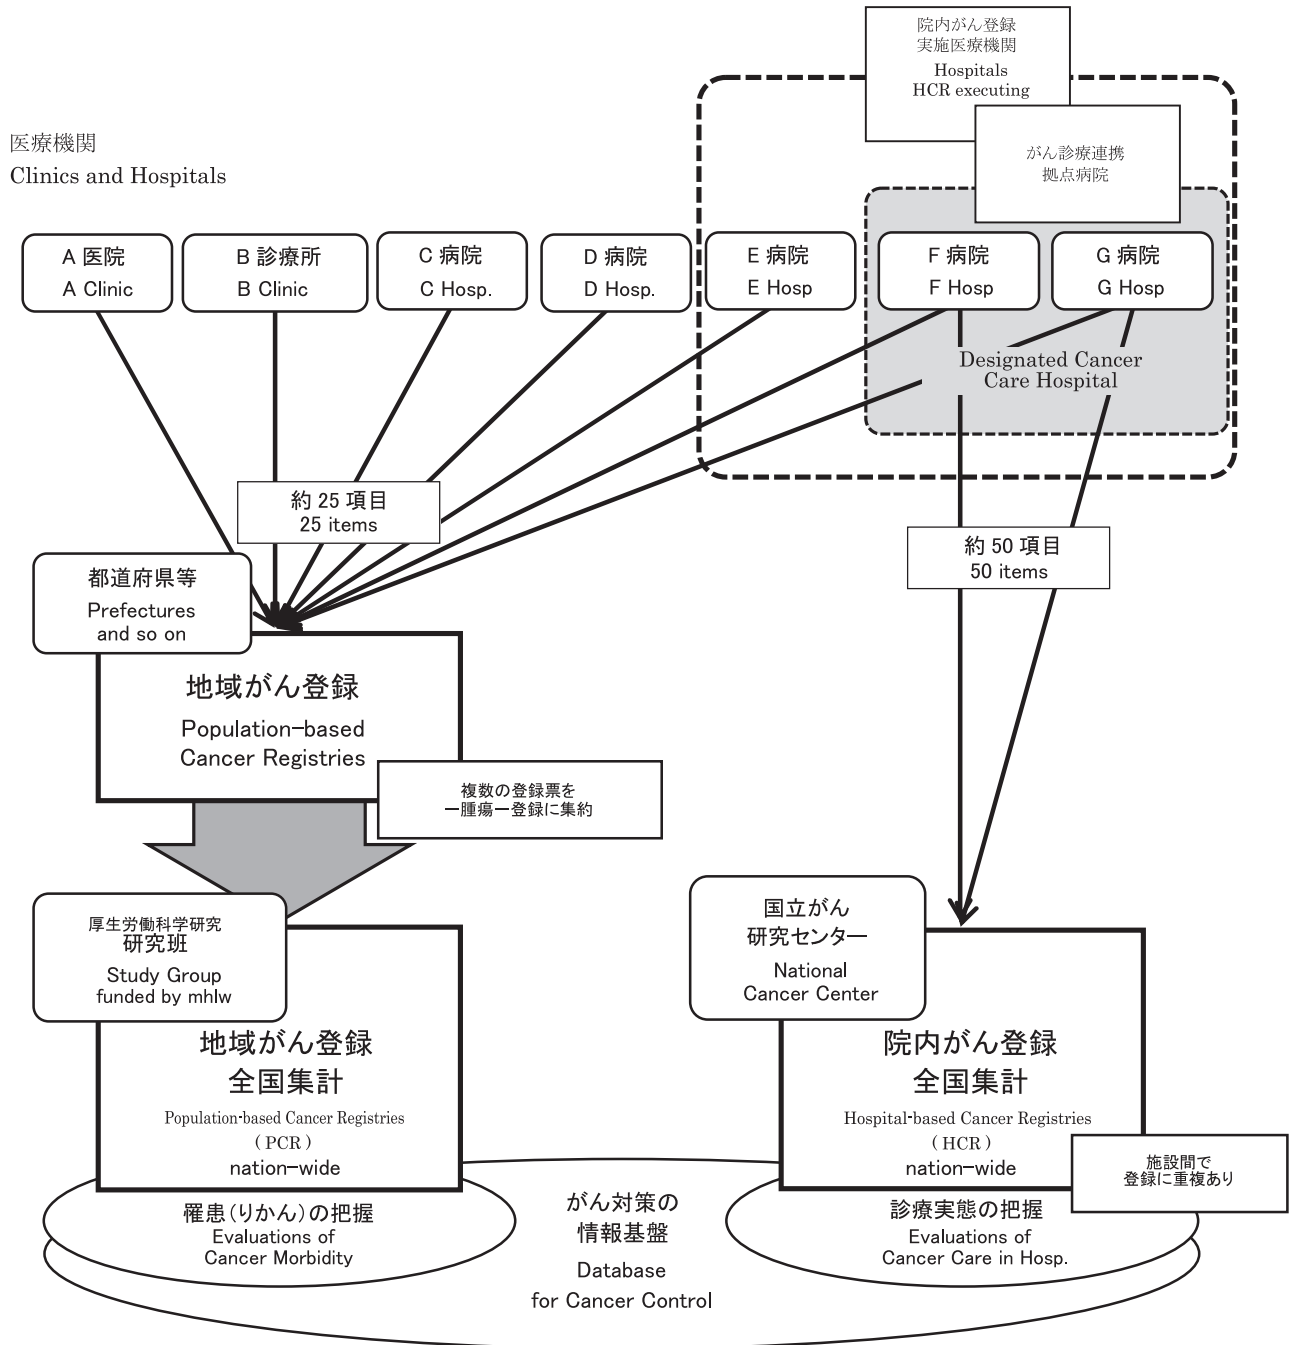 院内がん登録
実施医療機関
Hospitals
HCR executing
がん診療連携
拠点病院
医療機関
Clinics and Hospitals
A 医院
A Clinic
B 診療所
B Clinic
C 病院
C Hosp.
D 病院
D Hosp.
E 病院
E Hosp
F 病院
F Hosp
G 病院
G Hosp
Designated Cancer
Care Hospital
約 25 項目
25 items
約 50 項目
50 items
都道府県等
Prefectures
and so on
地域がん登録
Population-based
Cancer Registries
複数の登録票を
一腫瘍一登録に集約
厚生労働科学研究
研究班
Study Group
funded by mhlw
地域がん登録
全国集計
Population-based Cancer Registries
( PCR )
nation-wide
罹患(りかん)の把握
Evaluations of
Cancer Morbidity
国立がん
研究センター
National
Cancer Center
院内がん登録
全国集計
Hospital-based Cancer Registries
( HCR )
nation-wide
施設間で
登録に重複あり
診療実態の把握
Evaluations of
Cancer Care in Hosp.
がん対策の
情報基盤
Database
for Cancer Control